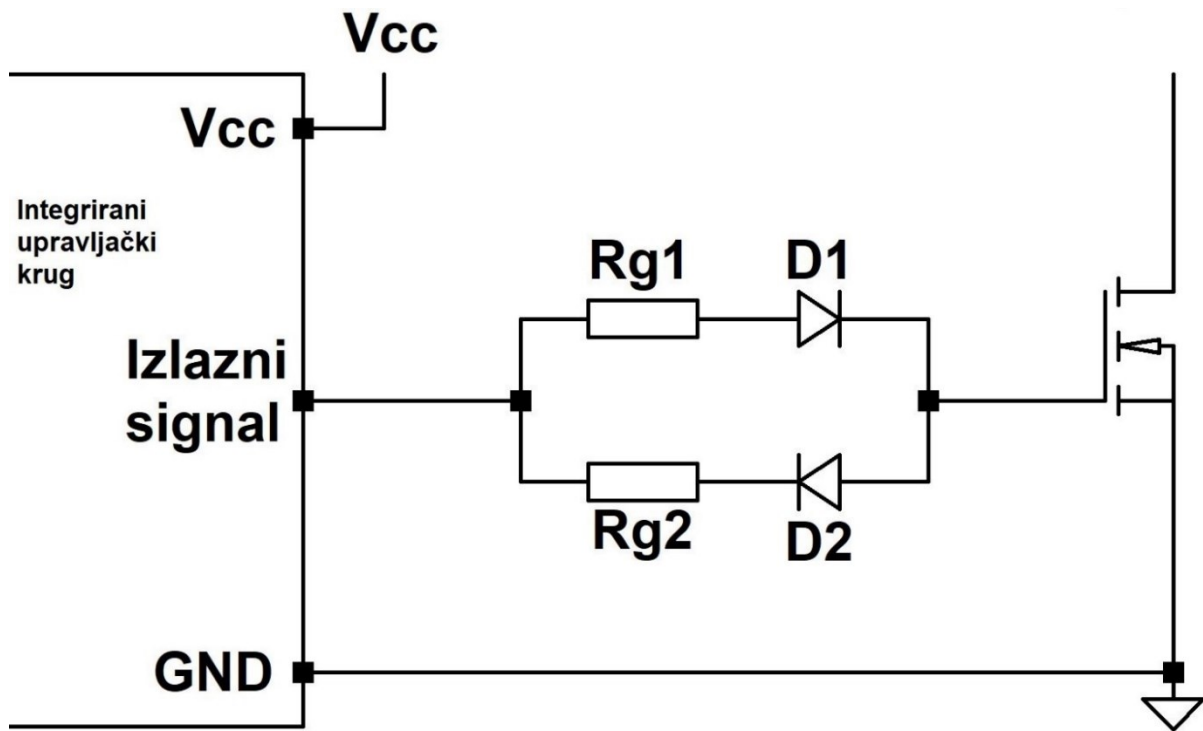 Vcc
Vcc
Integrirani
upravljački
krug
Rg1
D1
Izlazni
signal
Rg2
D2
GND